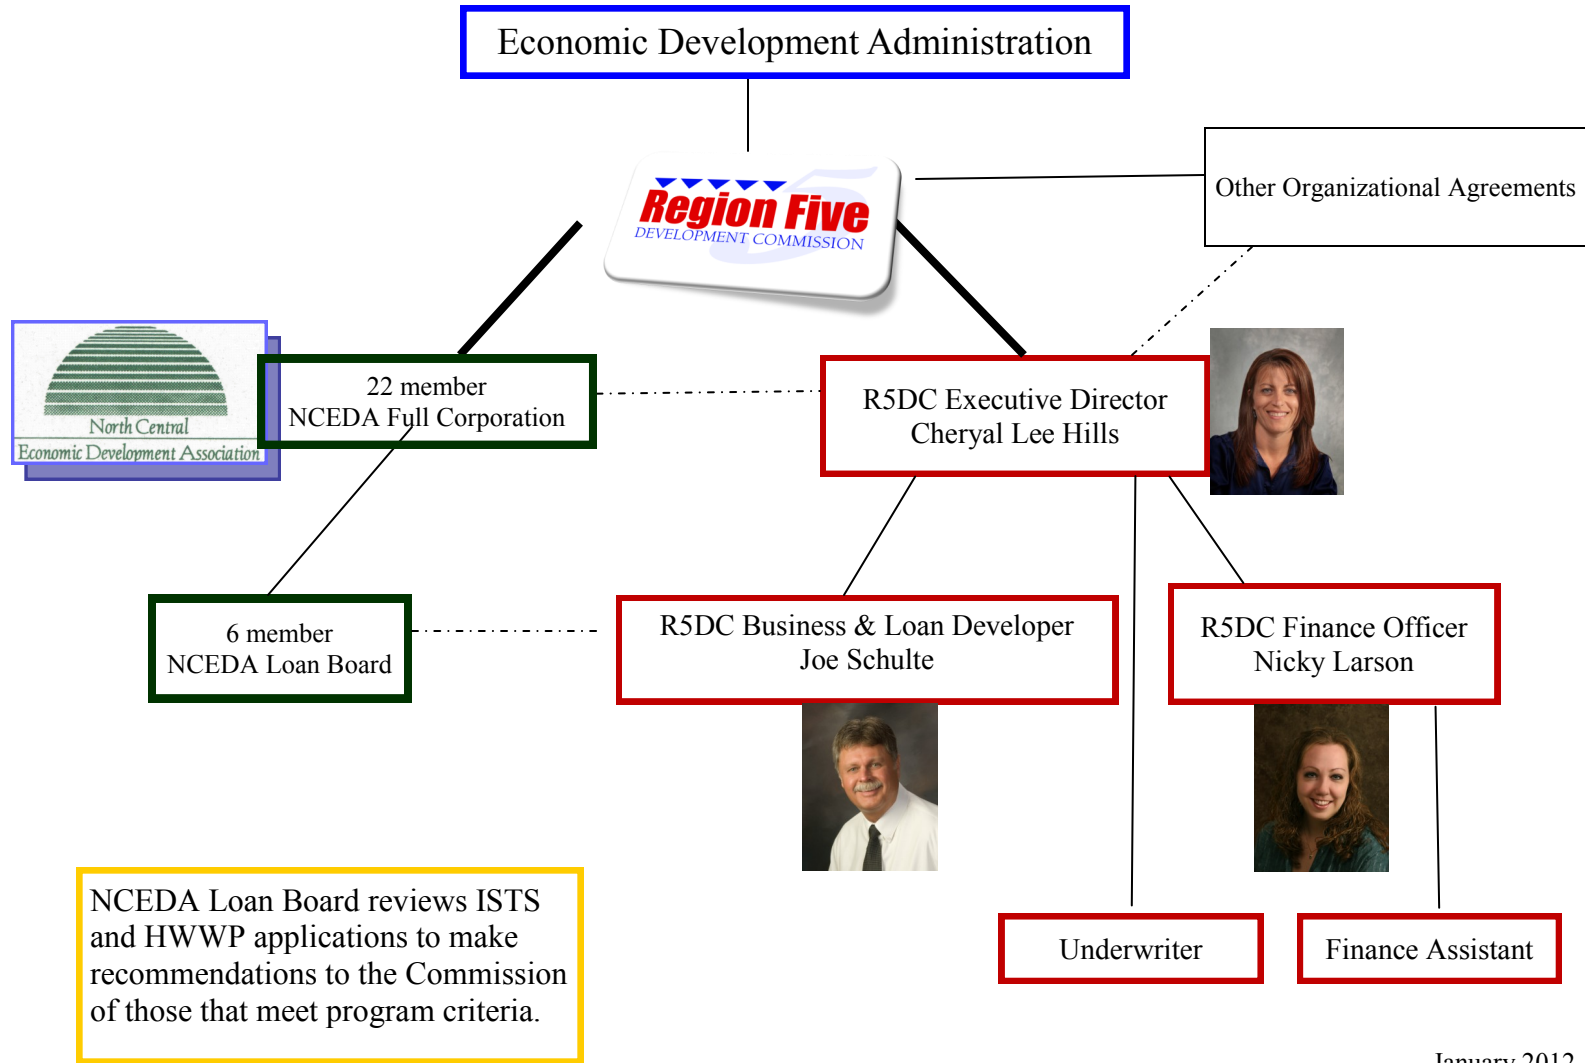 Economic Development Administration
Region Five
DEVELOPMENT COMMISSION
5
Other Organizational Agreements
North Central
Economic Development Association
22 member
NCEDA Full Corporation
R5DC Executive Director
Cheryal Lee Hills
6 member
NCEDA Loan Board
R5DC Business & Loan Developer
Joe Schulte
R5DC Finance Officer
Nicky Larson
NCEDA Loan Board reviews ISTS
and HWWP applications to make
recommendations to the Commission
of those that meet program criteria.
Underwriter
Finance Assistant
January 2012